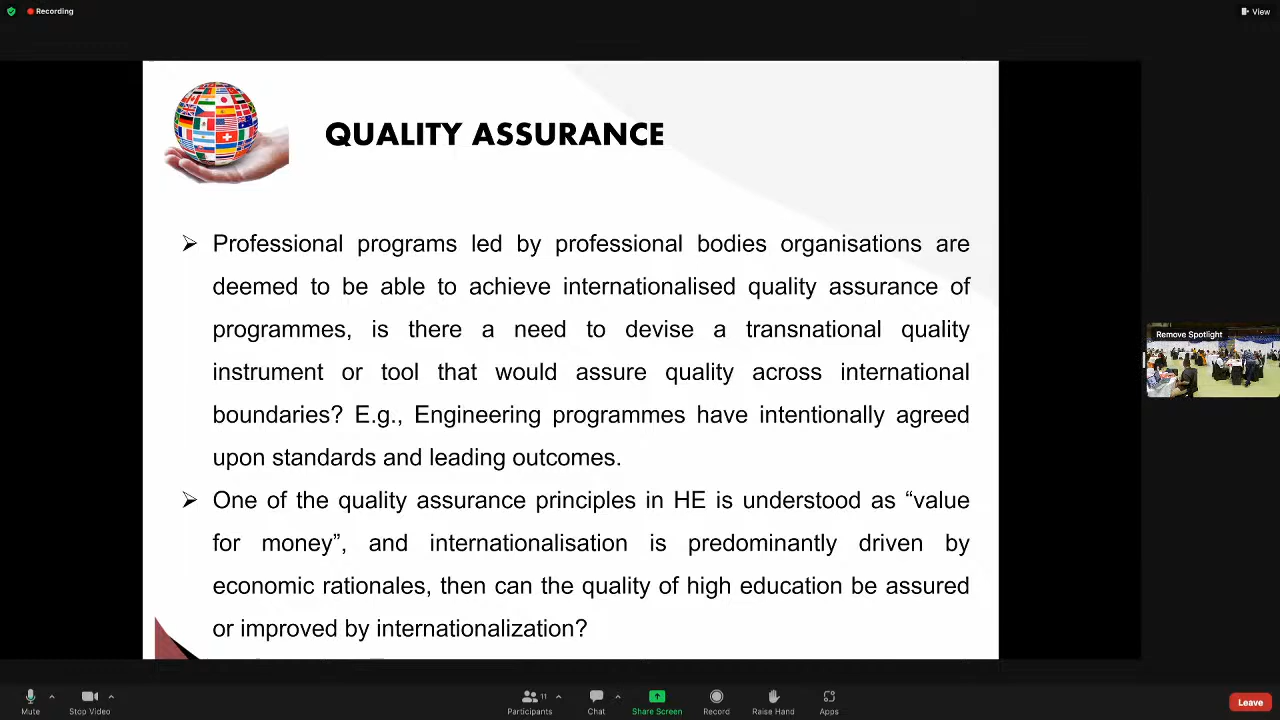 Recording
View
QUALITY ASSURANCE
➢ Professional programs led by professional bodies organisations are
deemed to be able to achieve internationalised quality assurance of
programmes, is there a need to devise a transnational quality
instrument or tool that would assure quality across international
boundaries? E.g., Engineering programmes have intentionally agreed
upon standards and leading outcomes.
➢ One of the quality assurance principles in HE is understood as “value
for money”, and internationalisation is predominantly driven by
economic rationales, then can the quality of high education be assured
or improved by internationalization?
Remove Spotlight
Mute
Stop Video
Participants 11
Chat
Share Screen
Record
Raise Hand
Apps
Leave